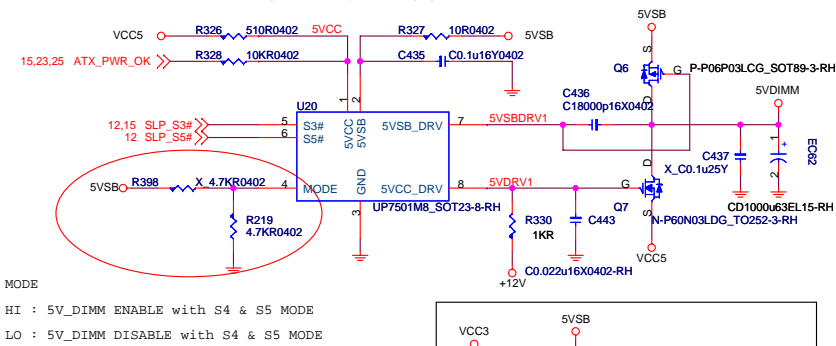 5VSB
VCC5
R326
510R0402
5VCC
R327
10R0402
5VSB
15,23,25 ATX_PWR_OK
R328
10KR0402
C435
C0.1u16Y0402
Q6
S
G
D
P-P06P03LCG_SOT89-3-RH
5VDIMM
C436
C18000p16X0402
U20
1
2
12,15 SLP_S3#
5
S3#
5VCC
5VSB
5VSB_DRV
7
5VSBDRV1
12 SLP_S5#
6
S5#
C437
X_C0.1u25Y
1
+
2
EC62
CD1000u63EL15-RH
5VSB
R398
X_4.7KR0402
4
MODE
GND
5VCC_DRV
8
5VDRV1
D
G
S
Q7
N-P60N03LDG_TO252-3-RH
3
UP7501M8_SOT23-8-RH
R219
4.7KR0402
R330
1KR
C443
VCC5
C0.022u16X0402-RH
+12V
MODE
HI : 5V_DIMM ENABLE with S4 & S5 MODE
LO : 5V_DIMM DISABLE with S4 & S5 MODE
5VSB
VCC3